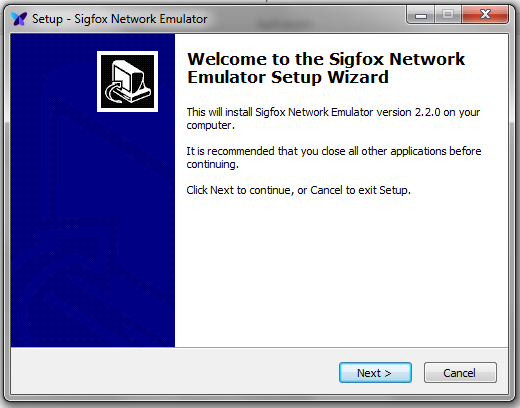 Setup - Sigfox Network Emulator
Welcome to the Sigfox Network
Emulator Setup Wizard
This will install Sigfox Network Emulator version 2.2.0 on your
computer.
It is recommended that you close all other applications before
continuing.
Click Next to continue, or Cancel to exit Setup.
Next >
Cancel